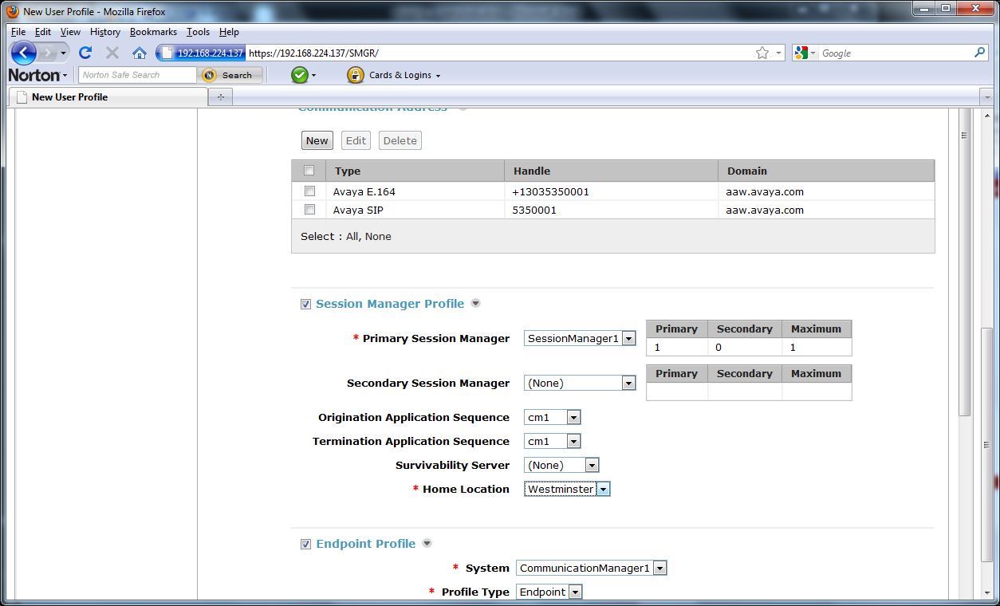 New User Profile - Mozilla Firefox
File Edit View History Bookmarks Tools Help
192.168.224.137 https://192.168.224.137/SMGR/ Google
Norton Norton Safe Search Search Cards & Logins
New User Profile
Communication Address
New Edit Delete
Type Handle Domain
Avaya E.164 +13035350001 aaw.avaya.com
Avaya SIP 5350001 aaw.avaya.com
Select : All, None
Session Manager Profile
* Primary Session Manager SessionManager1 Primary Secondary Maximum
1 0 1
Secondary Session Manager (None) Primary Secondary Maximum
Origination Application Sequence cm1
Termination Application Sequence cm1
Survivability Server (None)
* Home Location Westminster
Endpoint Profile
* System CommunicationManager1
* Profile Type Endpoint